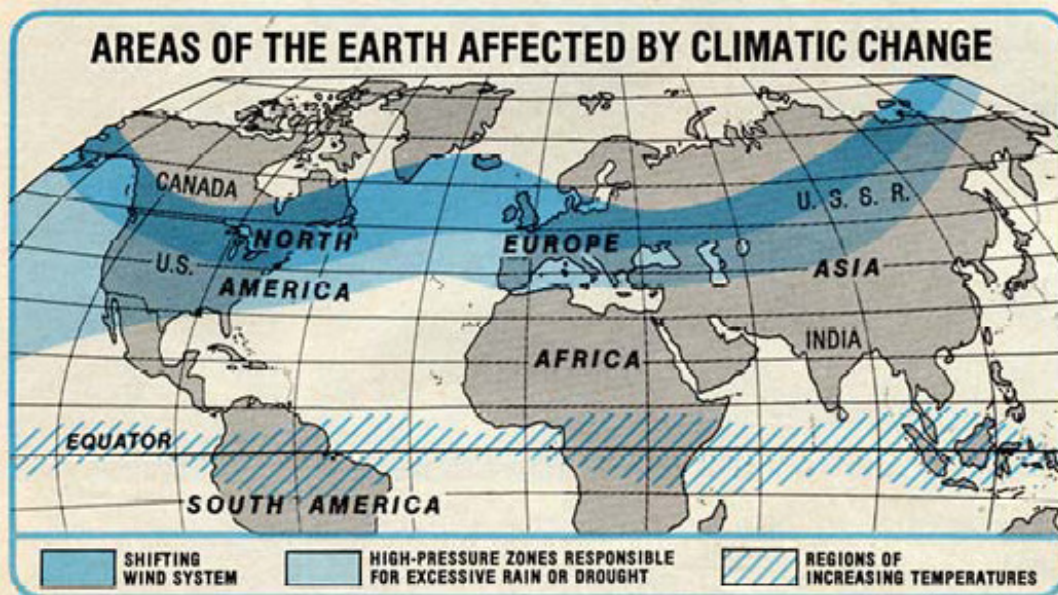 AREAS OF THE EARTH AFFECTED BY CLIMATIC CHANGE
CANADA
U. S. S. R.
NORTH
EUROPE
U.S.
ASIA
AMERICA
INDIA
AFRICA
EQUATOR
SOUTH AMERICA
SHIFTING
WIND SYSTEM
HIGH-PRESSURE ZONES RESPONSIBLE
FOR EXCESSIVE RAIN OR DROUGHT
REGIONS OF
INCREASING TEMPERATURES